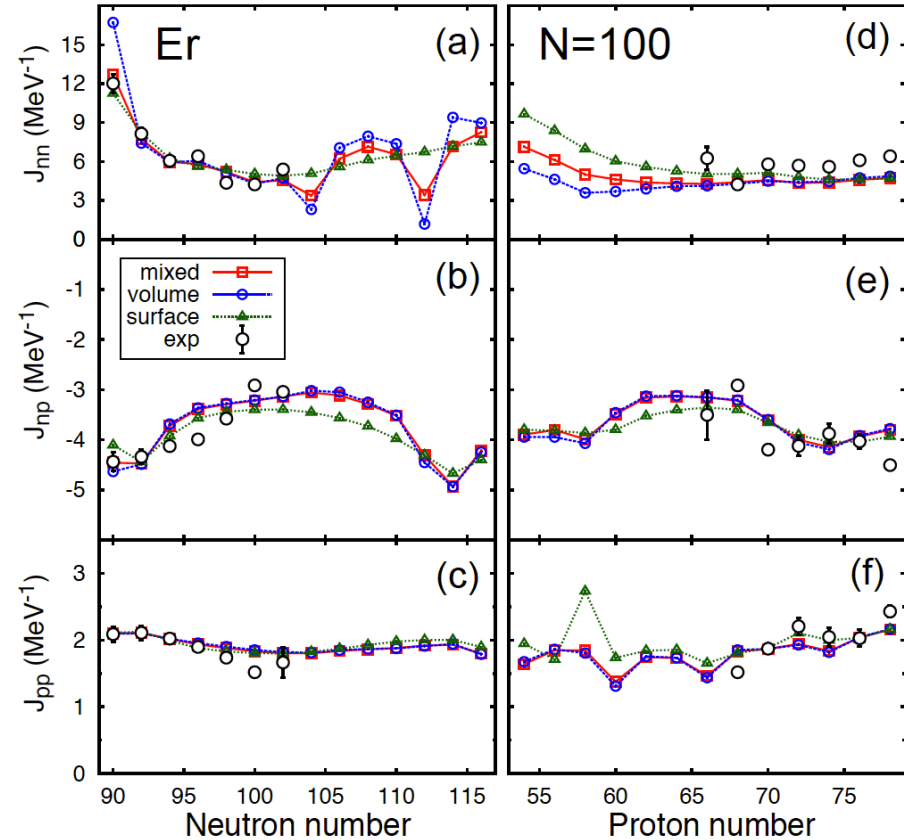 Er
(a)
N=100
(d)
J_nn (MeV⁻¹)
15
12
9
6
3
0
(b)
(e)
mixed
volume
surface
exp
J_np (MeV⁻¹)
-1
-2
-3
-4
-5
(c)
(f)
J_pp (MeV⁻¹)
3
2
1
0
90 95 100 105 110 115
55 60 65 70 75
Neutron number
Proton number